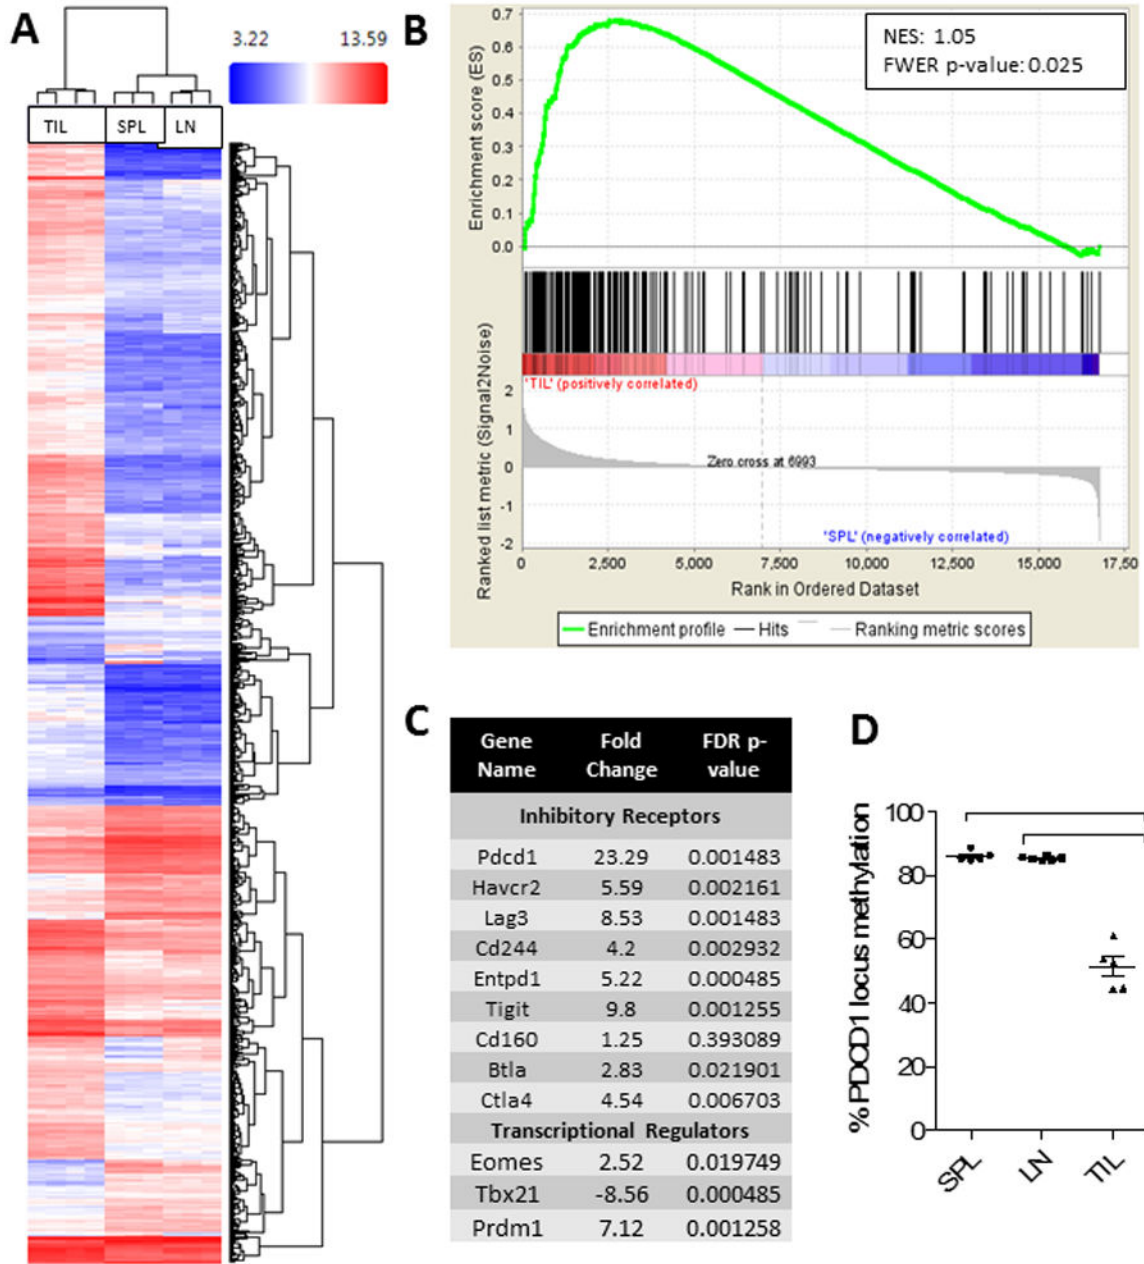 A
3.22 13.59
TIL SPL LN
B
NES: 1.05
FWER p-value: 0.025
Enrichment score (ES)
0.7
0.6
0.5
0.4
0.3
0.2
0.1
0.0
'TIL' (positively correlated)
Ranked list metric (Signal2Noise)
2
1
0
-1
-2
Zero cross at 6993
'SPL' (negatively correlated)
0 2,500 5,000 7,500 10,000 12,500 15,000 17,50
Rank in Ordered Dataset
Enrichment profile Hits Ranking metric scores
C
Gene Name Fold Change FDR p-value
Inhibitory Receptors
Pdcd1 23.29 0.001483
Havcr2 5.59 0.002161
Lag3 8.53 0.001483
Cd244 4.2 0.002932
Entpd1 5.22 0.000485
Tigit 9.8 0.001255
Cd160 1.25 0.393089
Btla 2.83 0.021901
Ctla4 4.54 0.006703
Transcriptional Regulators
Eomes 2.52 0.019749
Tbx21 -8.56 0.000485
Prdm1 7.12 0.001258
D
% PDCD1 locus methylation
100
80
60
40
20
0
SPL LN TIL